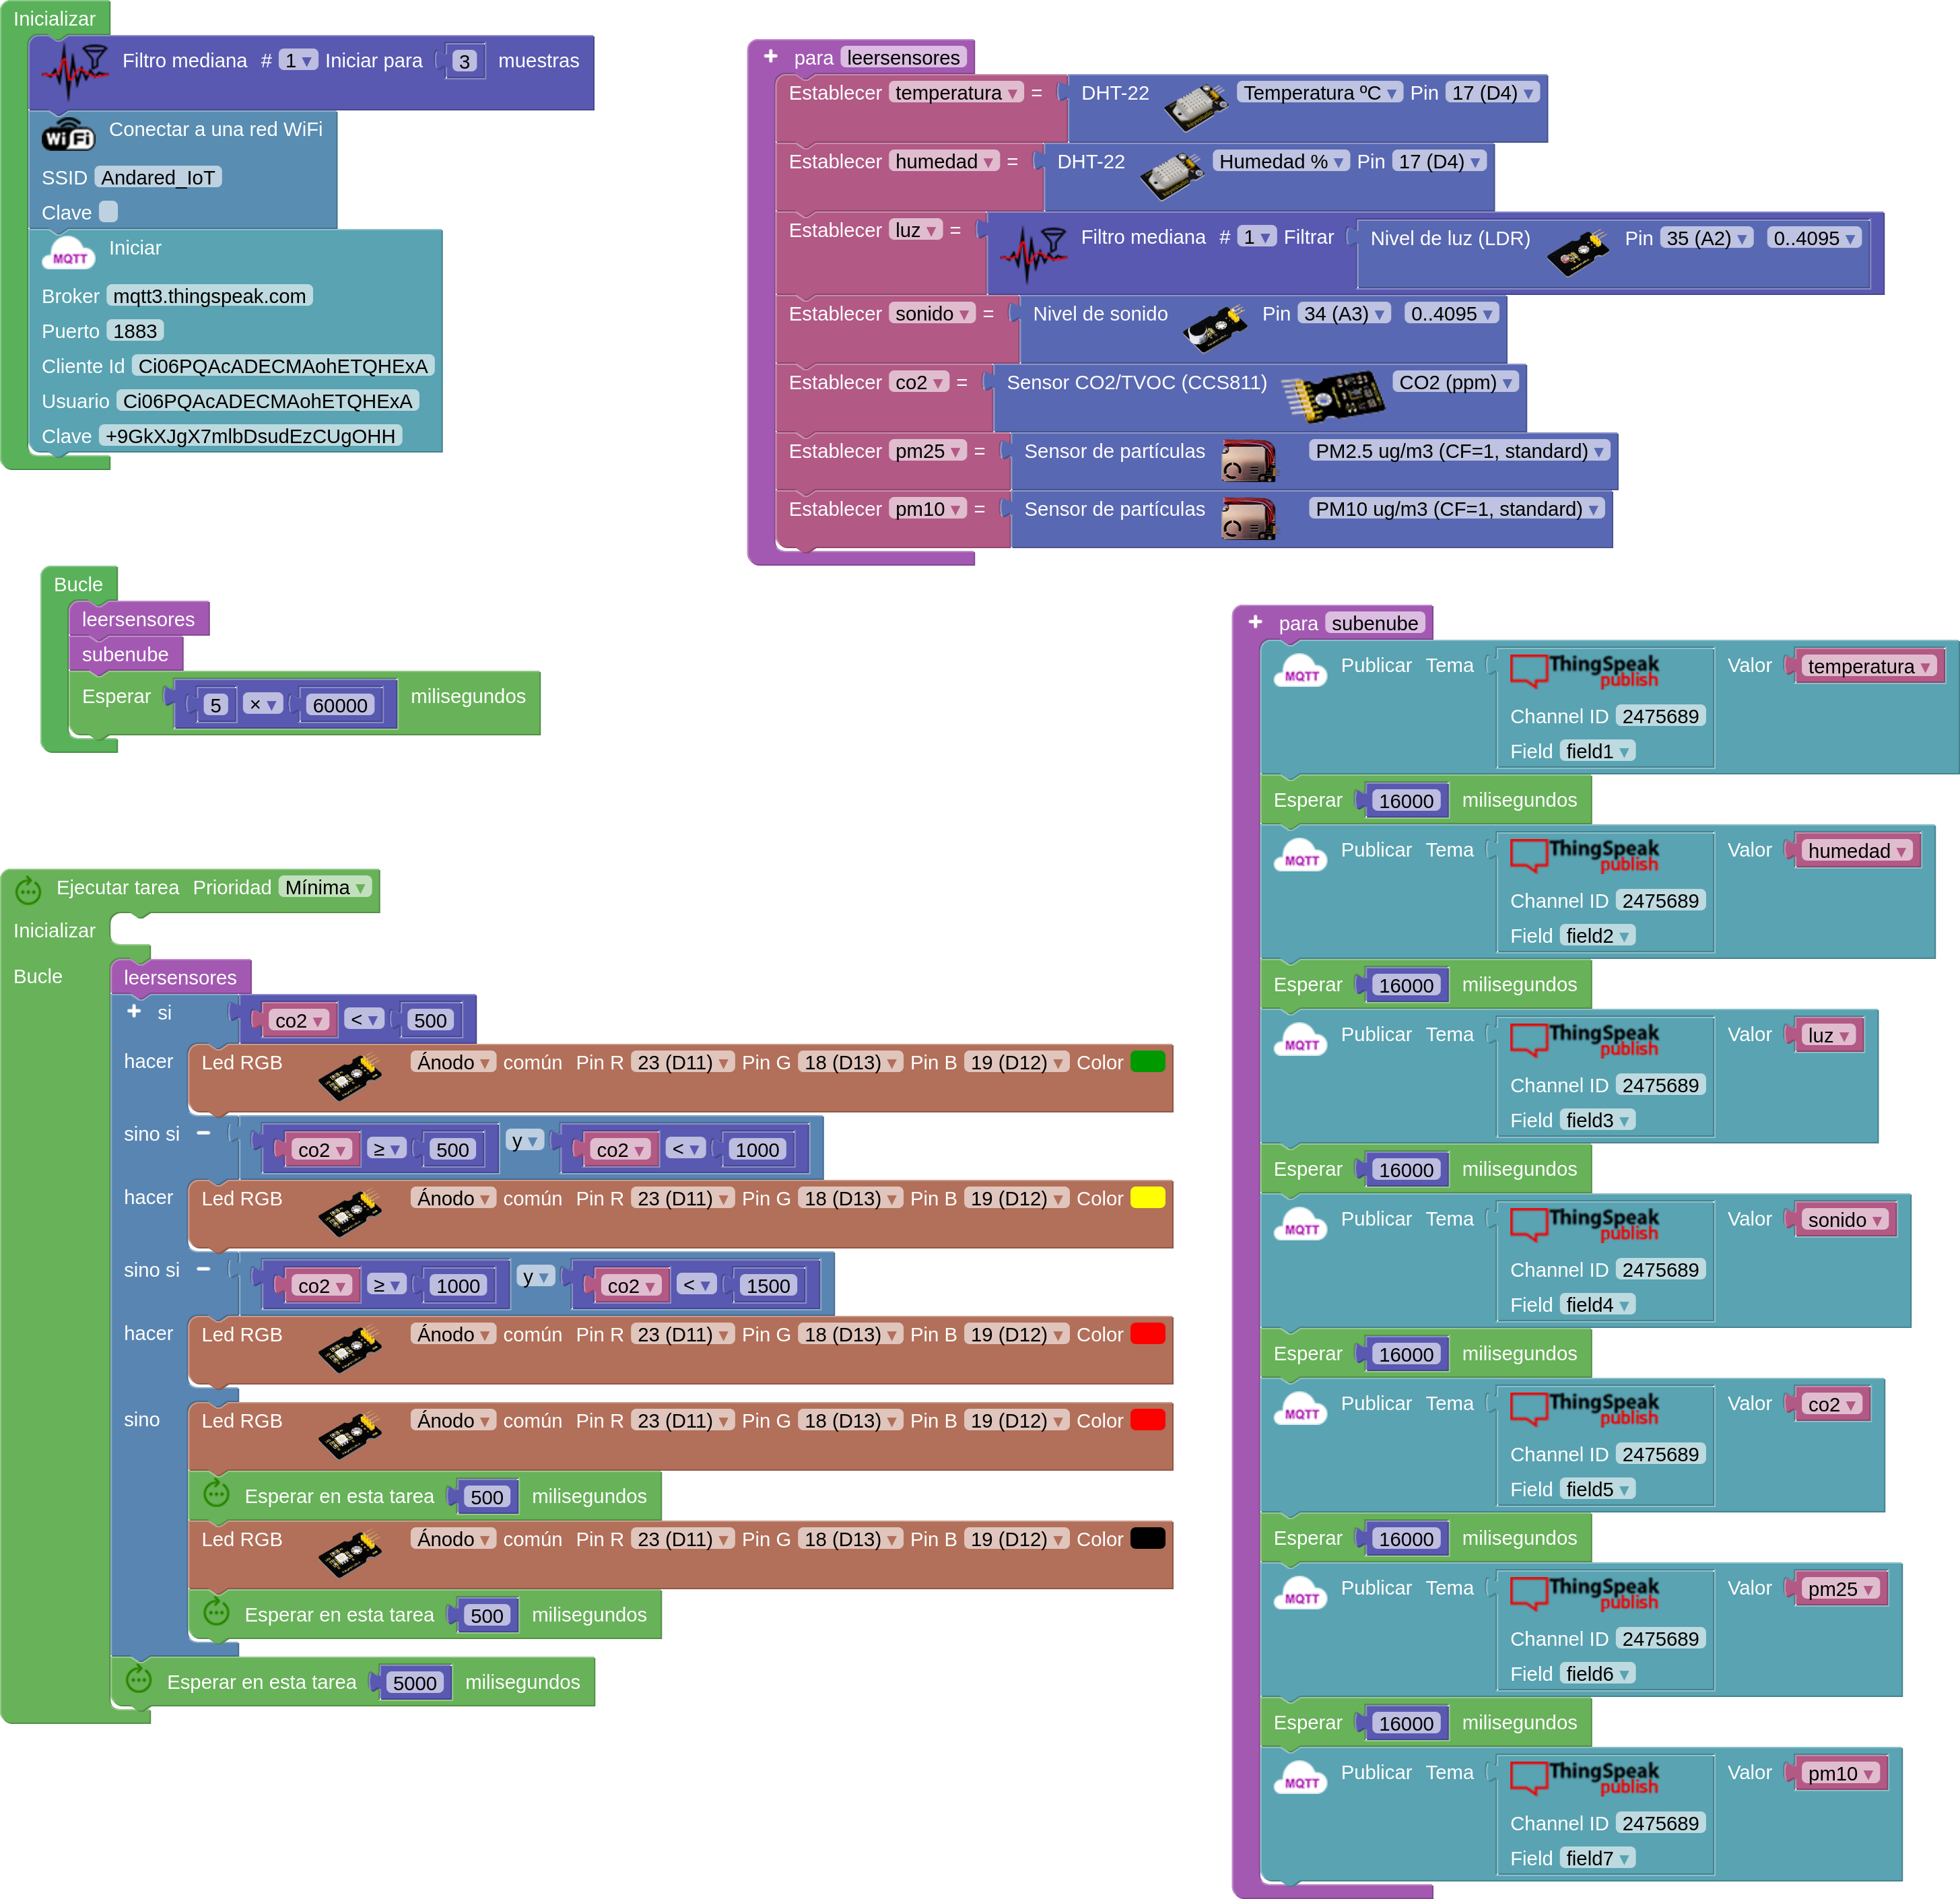 Inicializar
Filtro mediana # 1 ▾ Iniciar para 3 muestras
WiFi Conectar a una red WiFi
SSID Andared_IoT
Clave
MQTT Iniciar
Broker mqtt3.thingspeak.com
Puerto 1883
Cliente Id Ci06PQAcADECMAohETQHExA
Usuario Ci06PQAcADECMAohETQHExA
Clave +9GkXJgX7mlbDsudEzCUgOHH
+ para leersensores
Establecer temperatura ▾ = DHT-22 Temperatura ºC ▾ Pin 17 (D4) ▾
Establecer humedad ▾ = DHT-22 Humedad % ▾ Pin 17 (D4) ▾
Establecer luz ▾ = Filtro mediana # 1 ▾ Filtrar Nivel de luz (LDR) Pin 35 (A2) ▾ 0..4095 ▾
Establecer sonido ▾ = Nivel de sonido Pin 34 (A3) ▾ 0..4095 ▾
Establecer co2 ▾ = Sensor CO2/TVOC (CCS811) CO2 (ppm) ▾
Establecer pm25 ▾ = Sensor de partículas PM2.5 ug/m3 (CF=1, standard) ▾
Establecer pm10 ▾ = Sensor de partículas PM10 ug/m3 (CF=1, standard) ▾
Bucle
leersensores
subenube
Esperar 5 × ▾ 60000 milisegundos
Ejecutar tarea Prioridad Mínima ▾
Inicializar
Bucle
leersensores
+ si co2 ▾ < ▾ 500
hacer Led RGB Ánodo ▾ común Pin R 23 (D11) ▾ Pin G 18 (D13) ▾ Pin B 19 (D12) ▾ Color
sino si − co2 ▾ ≥ ▾ 500 y ▾ co2 ▾ < ▾ 1000
hacer Led RGB Ánodo ▾ común Pin R 23 (D11) ▾ Pin G 18 (D13) ▾ Pin B 19 (D12) ▾ Color
sino si − co2 ▾ ≥ ▾ 1000 y ▾ co2 ▾ < ▾ 1500
hacer Led RGB Ánodo ▾ común Pin R 23 (D11) ▾ Pin G 18 (D13) ▾ Pin B 19 (D12) ▾ Color
sino Led RGB Ánodo ▾ común Pin R 23 (D11) ▾ Pin G 18 (D13) ▾ Pin B 19 (D12) ▾ Color
Esperar en esta tarea 500 milisegundos
Led RGB Ánodo ▾ común Pin R 23 (D11) ▾ Pin G 18 (D13) ▾ Pin B 19 (D12) ▾ Color
Esperar en esta tarea 500 milisegundos
Esperar en esta tarea 5000 milisegundos
+ para subenube
MQTT Publicar Tema ThingSpeak publish Valor temperatura ▾
Channel ID 2475689
Field field1 ▾
Esperar 16000 milisegundos
MQTT Publicar Tema ThingSpeak publish Valor humedad ▾
Channel ID 2475689
Field field2 ▾
Esperar 16000 milisegundos
MQTT Publicar Tema ThingSpeak publish Valor luz ▾
Channel ID 2475689
Field field3 ▾
Esperar 16000 milisegundos
MQTT Publicar Tema ThingSpeak publish Valor sonido ▾
Channel ID 2475689
Field field4 ▾
Esperar 16000 milisegundos
MQTT Publicar Tema ThingSpeak publish Valor co2 ▾
Channel ID 2475689
Field field5 ▾
Esperar 16000 milisegundos
MQTT Publicar Tema ThingSpeak publish Valor pm25 ▾
Channel ID 2475689
Field field6 ▾
Esperar 16000 milisegundos
MQTT Publicar Tema ThingSpeak publish Valor pm10 ▾
Channel ID 2475689
Field field7 ▾